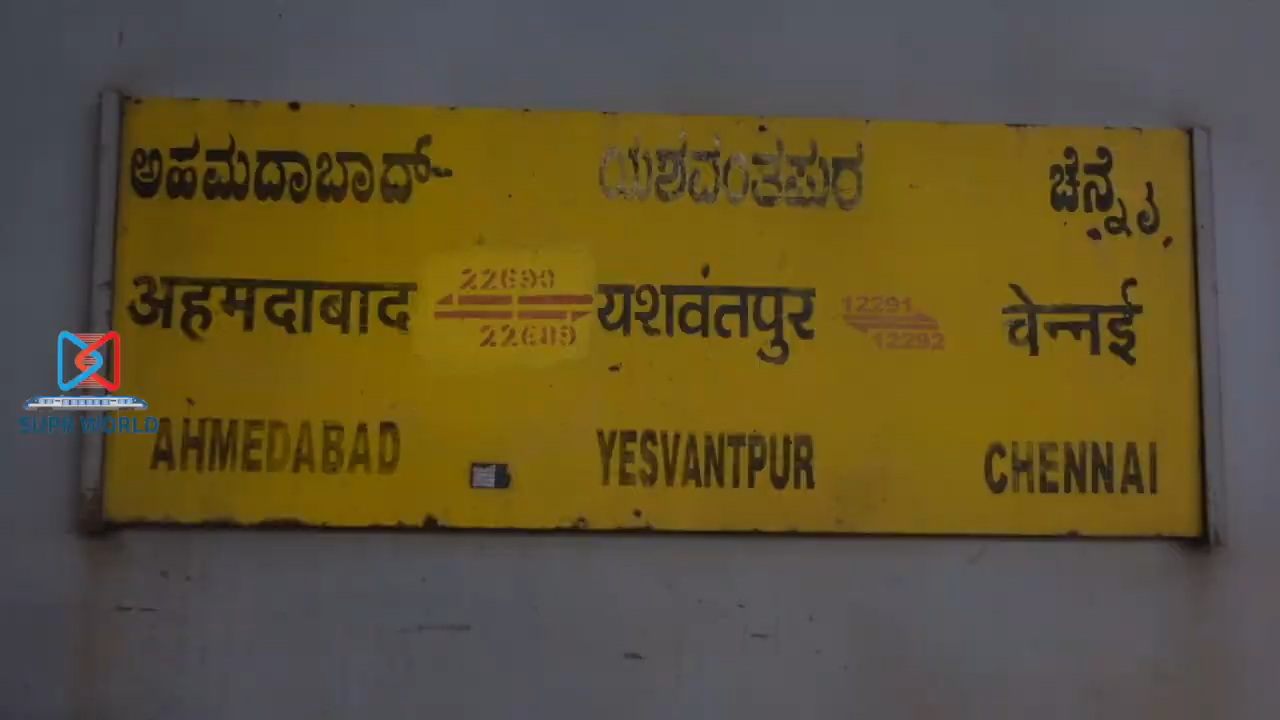 ಅಹಮದಾಬಾದ್- ಯಶವಂತಪುರ ಚೆನ್ನೈ
22690
अहमदाबाद यशवंतपुर 12291 चेन्नई
22689 12292
SUPR WORLD
AHMEDABAD YESVANTPUR CHENNAI